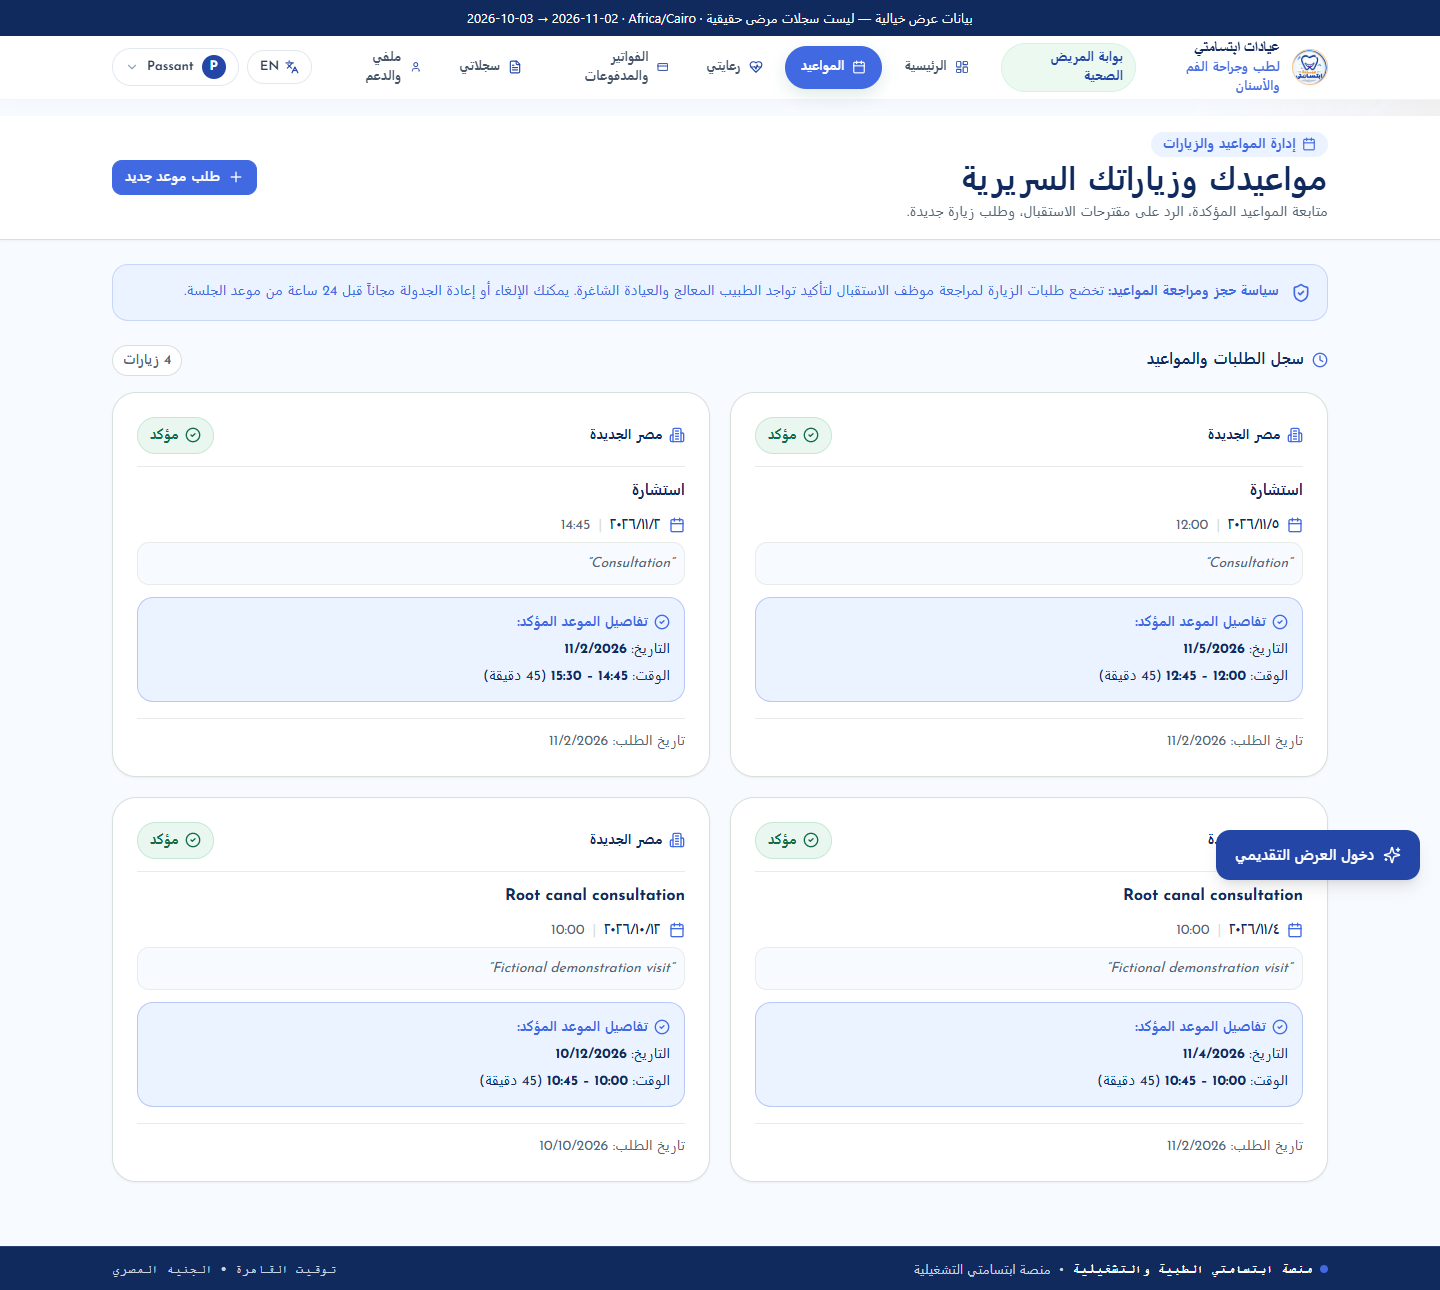 بيانات عرض خيالية — ليست سجلات مرضى حقيقية · Africa/Cairo · 2026-10-03 → 2026-11-02
عيادات ابتسامتي
لطب وجراحة الفم
والأسنان
بوابة المريض
الصحية
الرئيسية
المواعيد
رعايتي
الفواتير
والمدفوعات
سجلاتي
ملفي
والدعم
EN
P Passant
إدارة المواعيد والزيارات
مواعيدك وزياراتك السريرية
متابعة المواعيد المؤكدة، الرد على مقترحات الاستقبال، وطلب زيارة جديدة.
طلب موعد جديد
سياسة حجز ومراجعة المواعيد: تخضع طلبات الزيارة لمراجعة موظف الاستقبال لتأكيد تواجد الطبيب المعالج والعيادة الشاغرة. يمكنك الإلغاء أو إعادة الجدولة مجاناً قبل 24 ساعة من موعد الجلسة.
سجل الطلبات والمواعيد
4 زيارات
مصر الجديدة
مؤكد
استشارة
٢٠٢٦/١١/٥ | 12:00
"Consultation"
تفاصيل الموعد المؤكد:
التاريخ: 11/5/2026
الوقت: 12:00 - 12:45 (45 دقيقة)
تاريخ الطلب: 11/2/2026
مصر الجديدة
مؤكد
استشارة
٢٠٢٦/١١/٢ | 14:45
"Consultation"
تفاصيل الموعد المؤكد:
التاريخ: 11/2/2026
الوقت: 14:45 - 15:30 (45 دقيقة)
تاريخ الطلب: 11/2/2026
مؤكد
دخول العرض التقديمي
Root canal consultation
٢٠٢٦/١١/٤ | 10:00
"Fictional demonstration visit"
تفاصيل الموعد المؤكد:
التاريخ: 11/4/2026
الوقت: 10:00 - 10:45 (45 دقيقة)
تاريخ الطلب: 11/2/2026
مصر الجديدة
مؤكد
Root canal consultation
٢٠٢٦/١٠/١٢ | 10:00
"Fictional demonstration visit"
تفاصيل الموعد المؤكد:
التاريخ: 10/12/2026
الوقت: 10:00 - 10:45 (45 دقيقة)
تاريخ الطلب: 10/10/2026
منصة ابتسامتي الطبية والتشغيلية • منصة ابتسامتي التشغيلية
توقيت القاهرة • الجنيه المصري